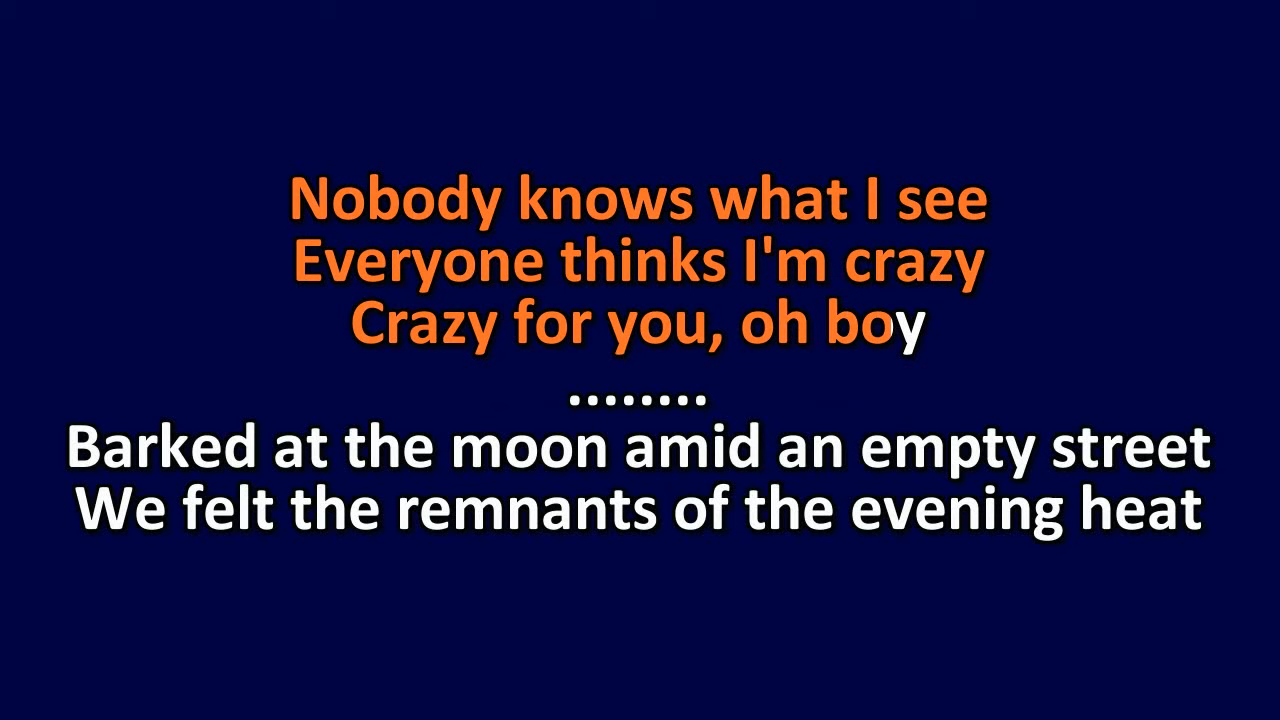 Nobody knows what I see
Everyone thinks I'm crazy
Crazy for you, oh boy
........
Barked at the moon amid an empty street
We felt the remnants of the evening heat